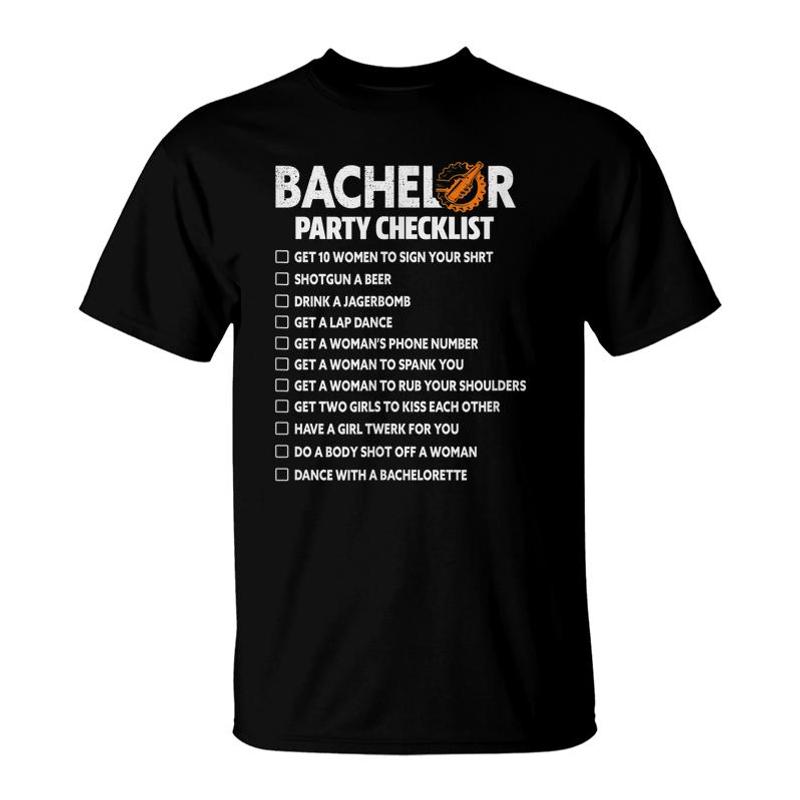 BACHELOR
PARTY CHECKLIST
☐ GET 10 WOMEN TO SIGN YOUR SHRT
☐ SHOTGUN A BEER
☐ DRINK A JAGERBOMB
☐ GET A LAP DANCE
☐ GET A WOMAN'S PHONE NUMBER
☐ GET A WOMAN TO SPANK YOU
☐ GET A WOMAN TO RUB YOUR SHOULDERS
☐ GET TWO GIRLS TO KISS EACH OTHER
☐ HAVE A GIRL TWERK FOR YOU
☐ DO A BODY SHOT OFF A WOMAN
☐ DANCE WITH A BACHELORETTE